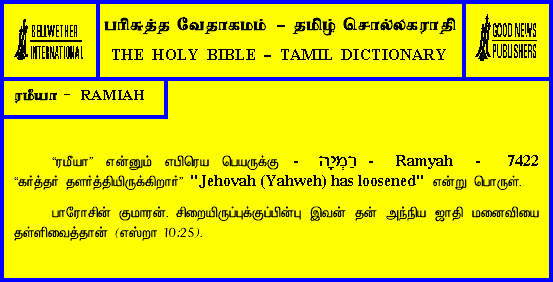 BELLWETHER
INTERNATIONAL
பரிசுத்த வேதாகமம் – தமிழ் சொல்லகராதி
THE HOLY BIBLE – TAMIL DICTIONARY
GOOD NEWS
PUBLISHERS
ரமீயா – RAMIAH
“ரமீயா” என்னும் எபிரெய பெயருக்கு - רַמְיָה - Ramyah - 7422
“கர்த்தர் தளர்த்தியிருக்கிறார்” "Jehovah (Yahweh) has loosened" என்று பொருள்.
பாரோசின் குமாரன். சிறையிருப்புக்குப்பின்பு இவன் தன் அந்நிய ஜாதி மனைவியை
தள்ளிவைத்தான் (எஸ்றா 10:25).